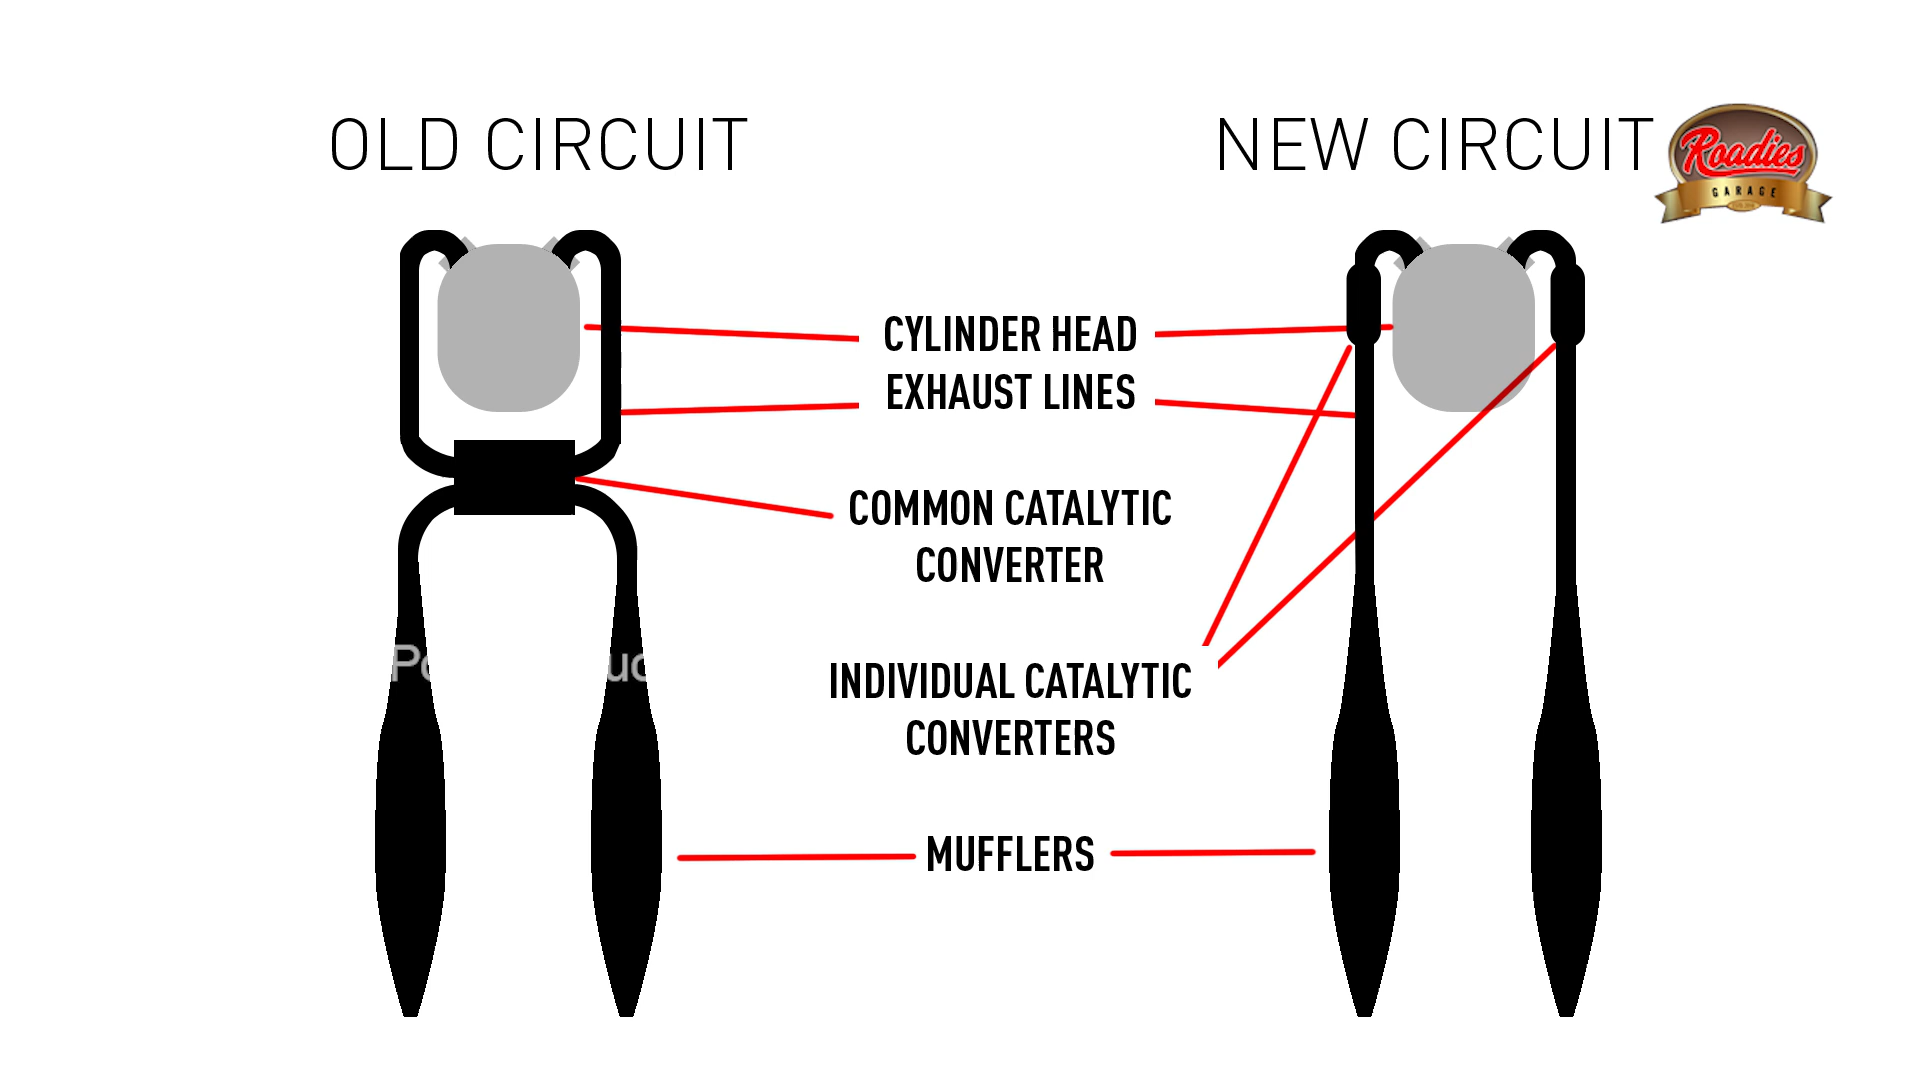 OLD CIRCUIT
NEW CIRCUIT
Roadies
GARAGE
CYLINDER HEAD
EXHAUST LINES
COMMON CATALYTIC
CONVERTER
INDIVIDUAL CATALYTIC
CONVERTERS
MUFFLERS